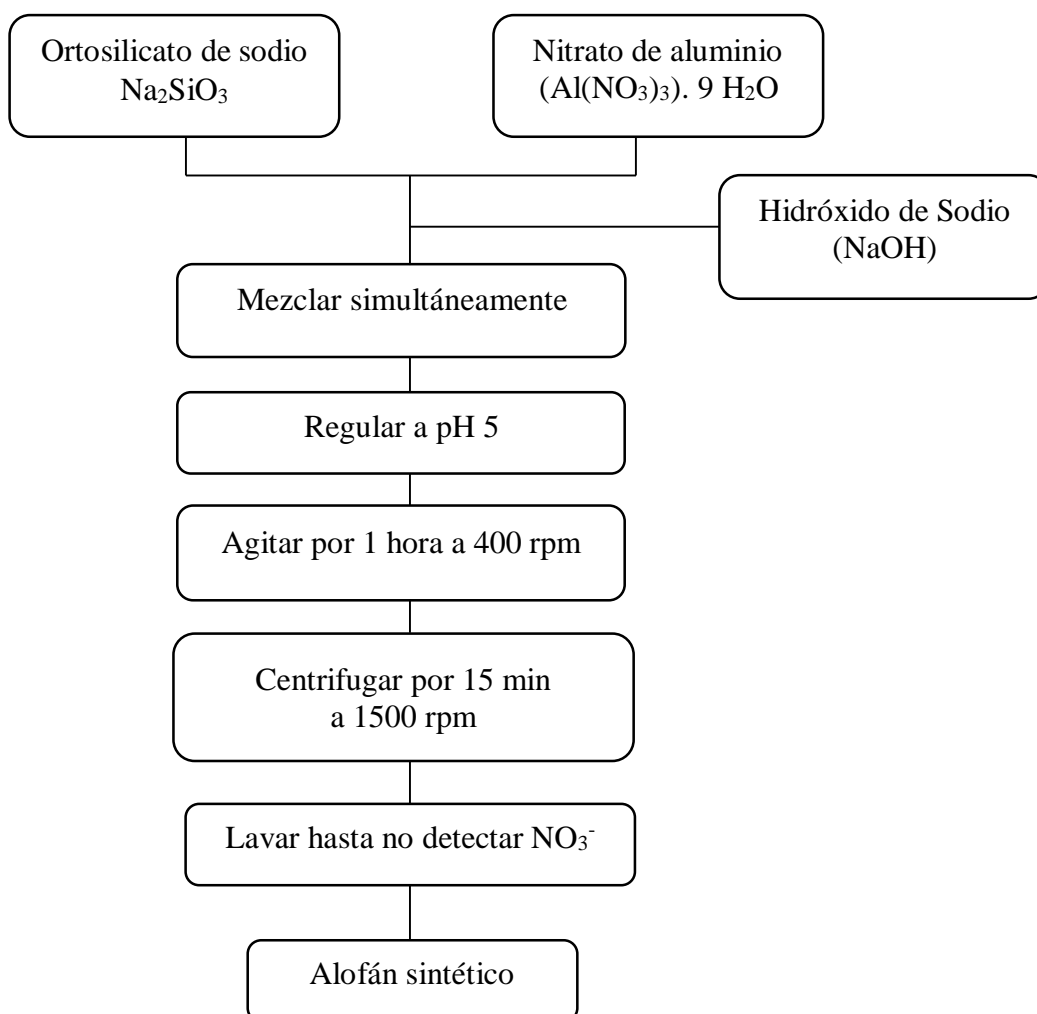 Ortosilicato de sodio
Na₂SiO₃
Nitrato de aluminio
(Al(NO₃)₃). 9 H₂O
Hidróxido de Sodio
(NaOH)
Mezclar simultáneamente
Regular a pH 5
Agitar por 1 hora a 400 rpm
Centrifugar por 15 min
a 1500 rpm
Lavar hasta no detectar NO₃⁻
Alofán sintético